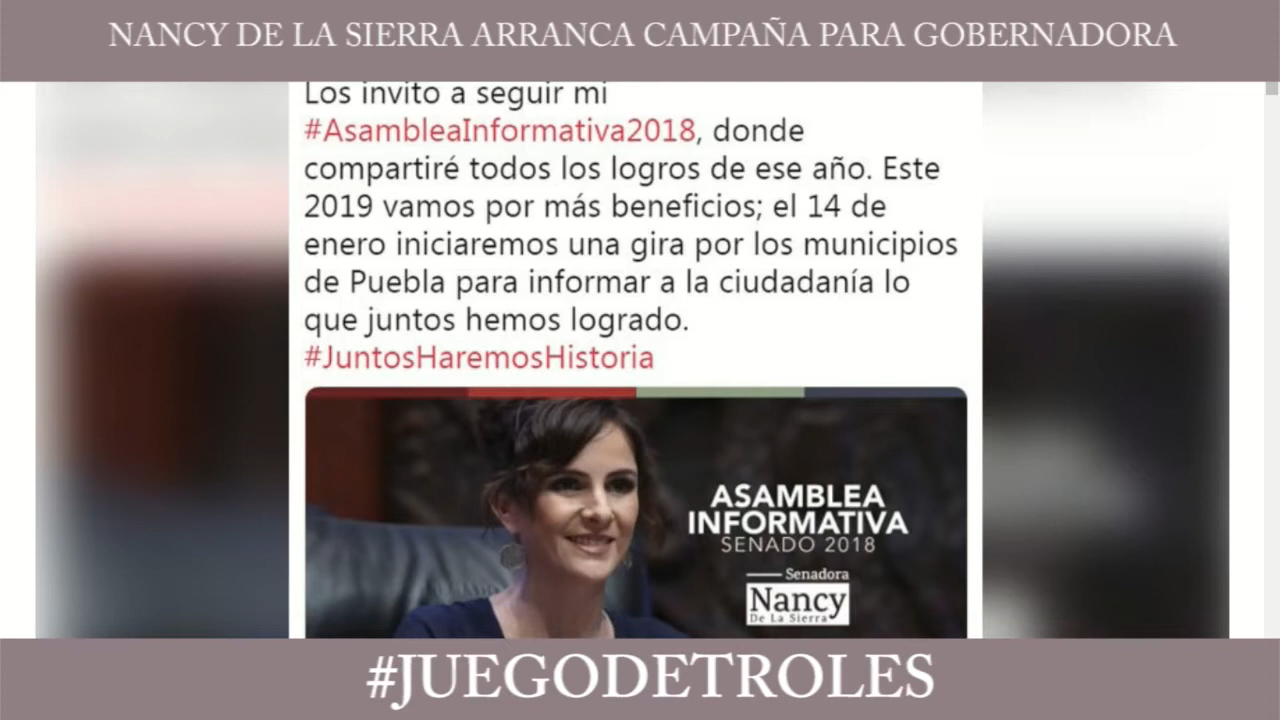 NANCY DE LA SIERRA ARRANCA CAMPAÑA PARA GOBERNADORA
Los invito a seguir mi
#AsambleaInformativa2018, donde
compartiré todos los logros de ese año. Este
2019 vamos por más beneficios; el 14 de
enero iniciaremos una gira por los municipios
de Puebla para informar a la ciudadanía lo
que juntos hemos logrado.
#JuntosHaremosHistoria
ASAMBLEA
INFORMATIVA
SENADO 2018
Senadora
Nancy
De La Sierra
#JUEGODETROLES